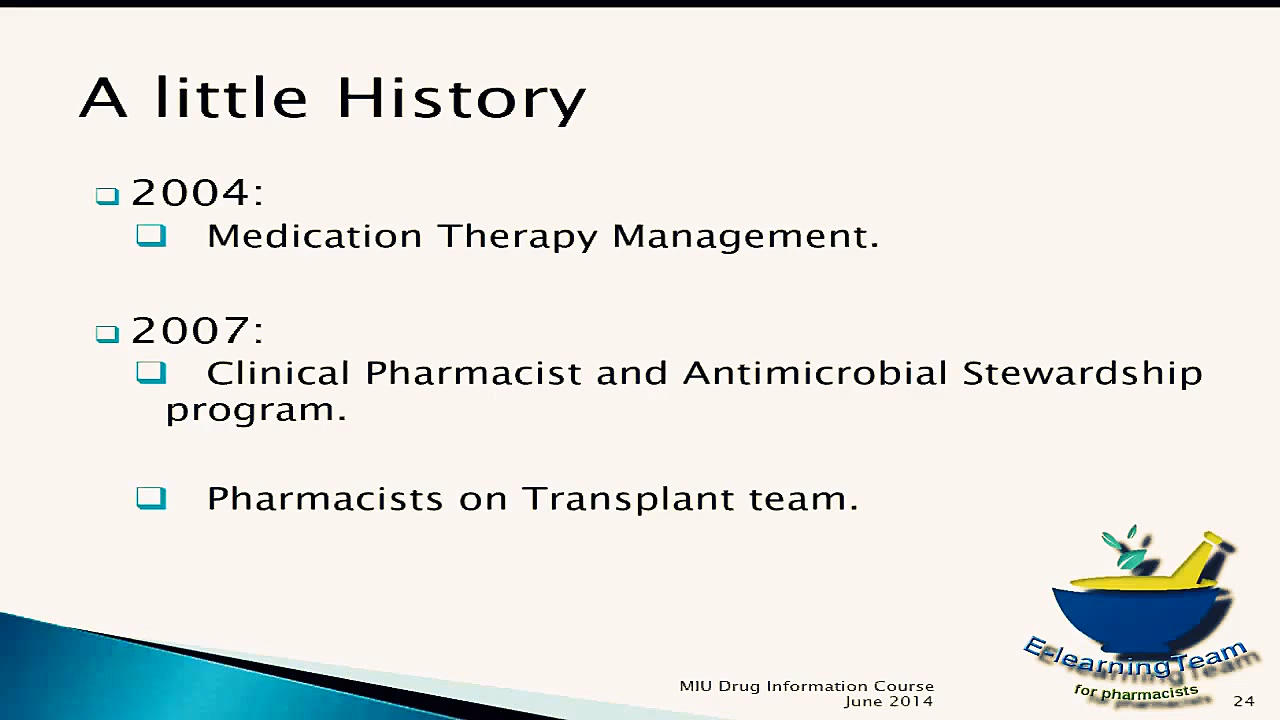 A little History
2004:
Medication Therapy Management.
2007:
Clinical Pharmacist and Antimicrobial Stewardship
program.
Pharmacists on Transplant team.
E-learningTeam
for pharmacists
MIU Drug Information Course
June 2014
24